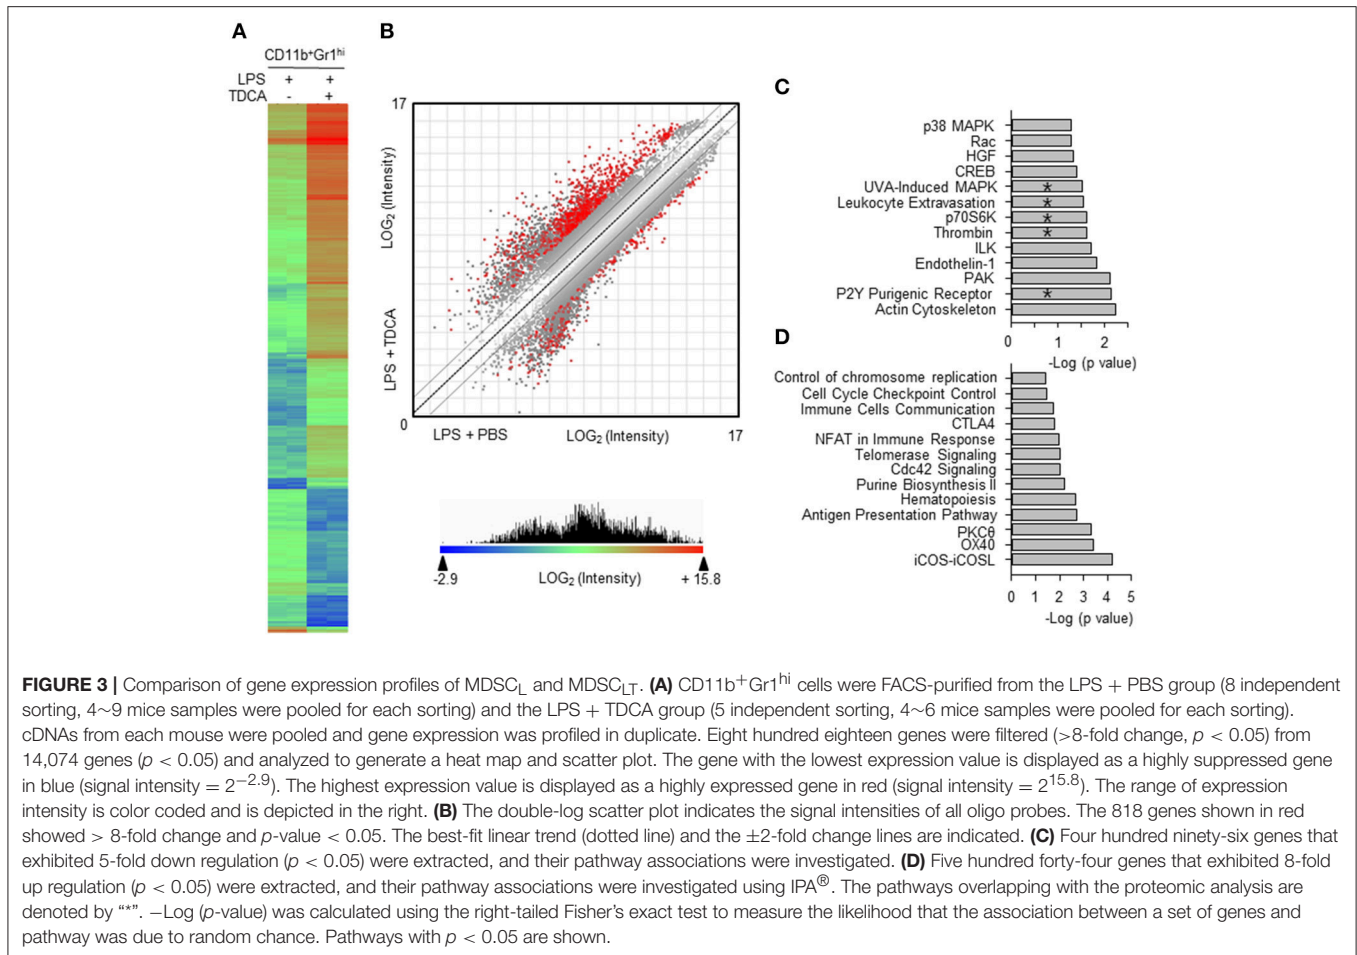 A
CD11b+Gr1hi
LPS + +
TDCA - +
B
17
LOG2 (Intensity)
LPS + TDCA
0
LPS + PBS LOG2 (Intensity) 17
-2.9 LOG2 (Intensity) + 15.8
C
p38 MAPK
Rac
HGF
CREB
UVA-Induced MAPK *
Leukocyte Extravasation *
p70S6K *
Thrombin *
ILK
Endothelin-1
PAK
P2Y Purigenic Receptor *
Actin Cytoskeleton
0 1 2
-Log (p value)
D
Control of chromosome replication
Cell Cycle Checkpoint Control
Immune Cells Communication
CTLA4
NFAT in Immune Response
Telomerase Signaling
Cdc42 Signaling
Purine Biosynthesis II
Hematopoiesis
Antigen Presentation Pathway
PKCθ
OX40
iCOS-iCOSL
0 1 2 3 4 5
-Log (p value)
FIGURE 3 | Comparison of gene expression profiles of MDSCL and MDSCLT. (A) CD11b+Gr1hi cells were FACS-purified from the LPS + PBS group (8 independent
sorting, 4~9 mice samples were pooled for each sorting) and the LPS + TDCA group (5 independent sorting, 4~6 mice samples were pooled for each sorting).
cDNAs from each mouse were pooled and gene expression was profiled in duplicate. Eight hundred eighteen genes were filtered (>8-fold change, p < 0.05) from
14,074 genes (p < 0.05) and analyzed to generate a heat map and scatter plot. The gene with the lowest expression value is displayed as a highly suppressed gene
in blue (signal intensity = 2−2.9). The highest expression value is displayed as a highly expressed gene in red (signal intensity = 215.8). The range of expression
intensity is color coded and is depicted in the right. (B) The double-log scatter plot indicates the signal intensities of all oligo probes. The 818 genes shown in red
showed > 8-fold change and p-value < 0.05. The best-fit linear trend (dotted line) and the ±2-fold change lines are indicated. (C) Four hundred ninety-six genes that
exhibited 5-fold down regulation (p < 0.05) were extracted, and their pathway associations were investigated. (D) Five hundred forty-four genes that exhibited 8-fold
up regulation (p < 0.05) were extracted, and their pathway associations were investigated using IPA®. The pathways overlapping with the proteomic analysis are
denoted by “*”. −Log (p-value) was calculated using the right-tailed Fisher's exact test to measure the likelihood that the association between a set of genes and
pathway was due to random chance. Pathways with p < 0.05 are shown.